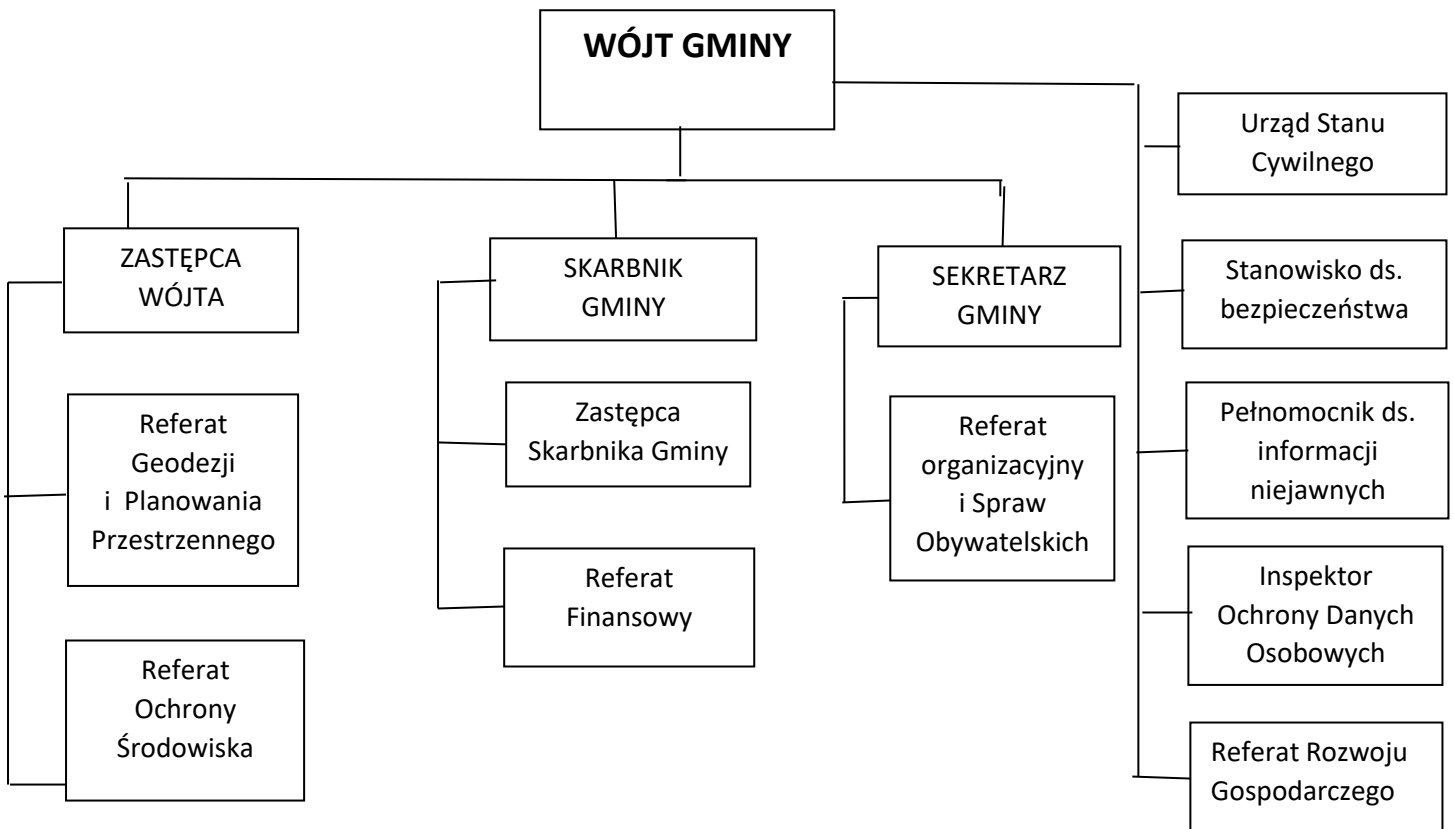 WÓJT GMINY
ZASTĘPCA
WÓJTA
Referat
Geodezji
i Planowania
Przestrzennego
Referat
Ochrony
Środowiska
SKARBNIK
GMINY
Zastępca
Skarbnika Gminy
Referat
Finansowy
SEKRETARZ
GMINY
Referat
organizacyjny
i Spraw
Obywatelskich
Urząd Stanu
Cywilnego
Stanowisko ds.
bezpieczeństwa
Pełnomocnik ds.
informacji
niejawnych
Inspektor
Ochrony Danych
Osobowych
Referat Rozwoju
Gospodarczego